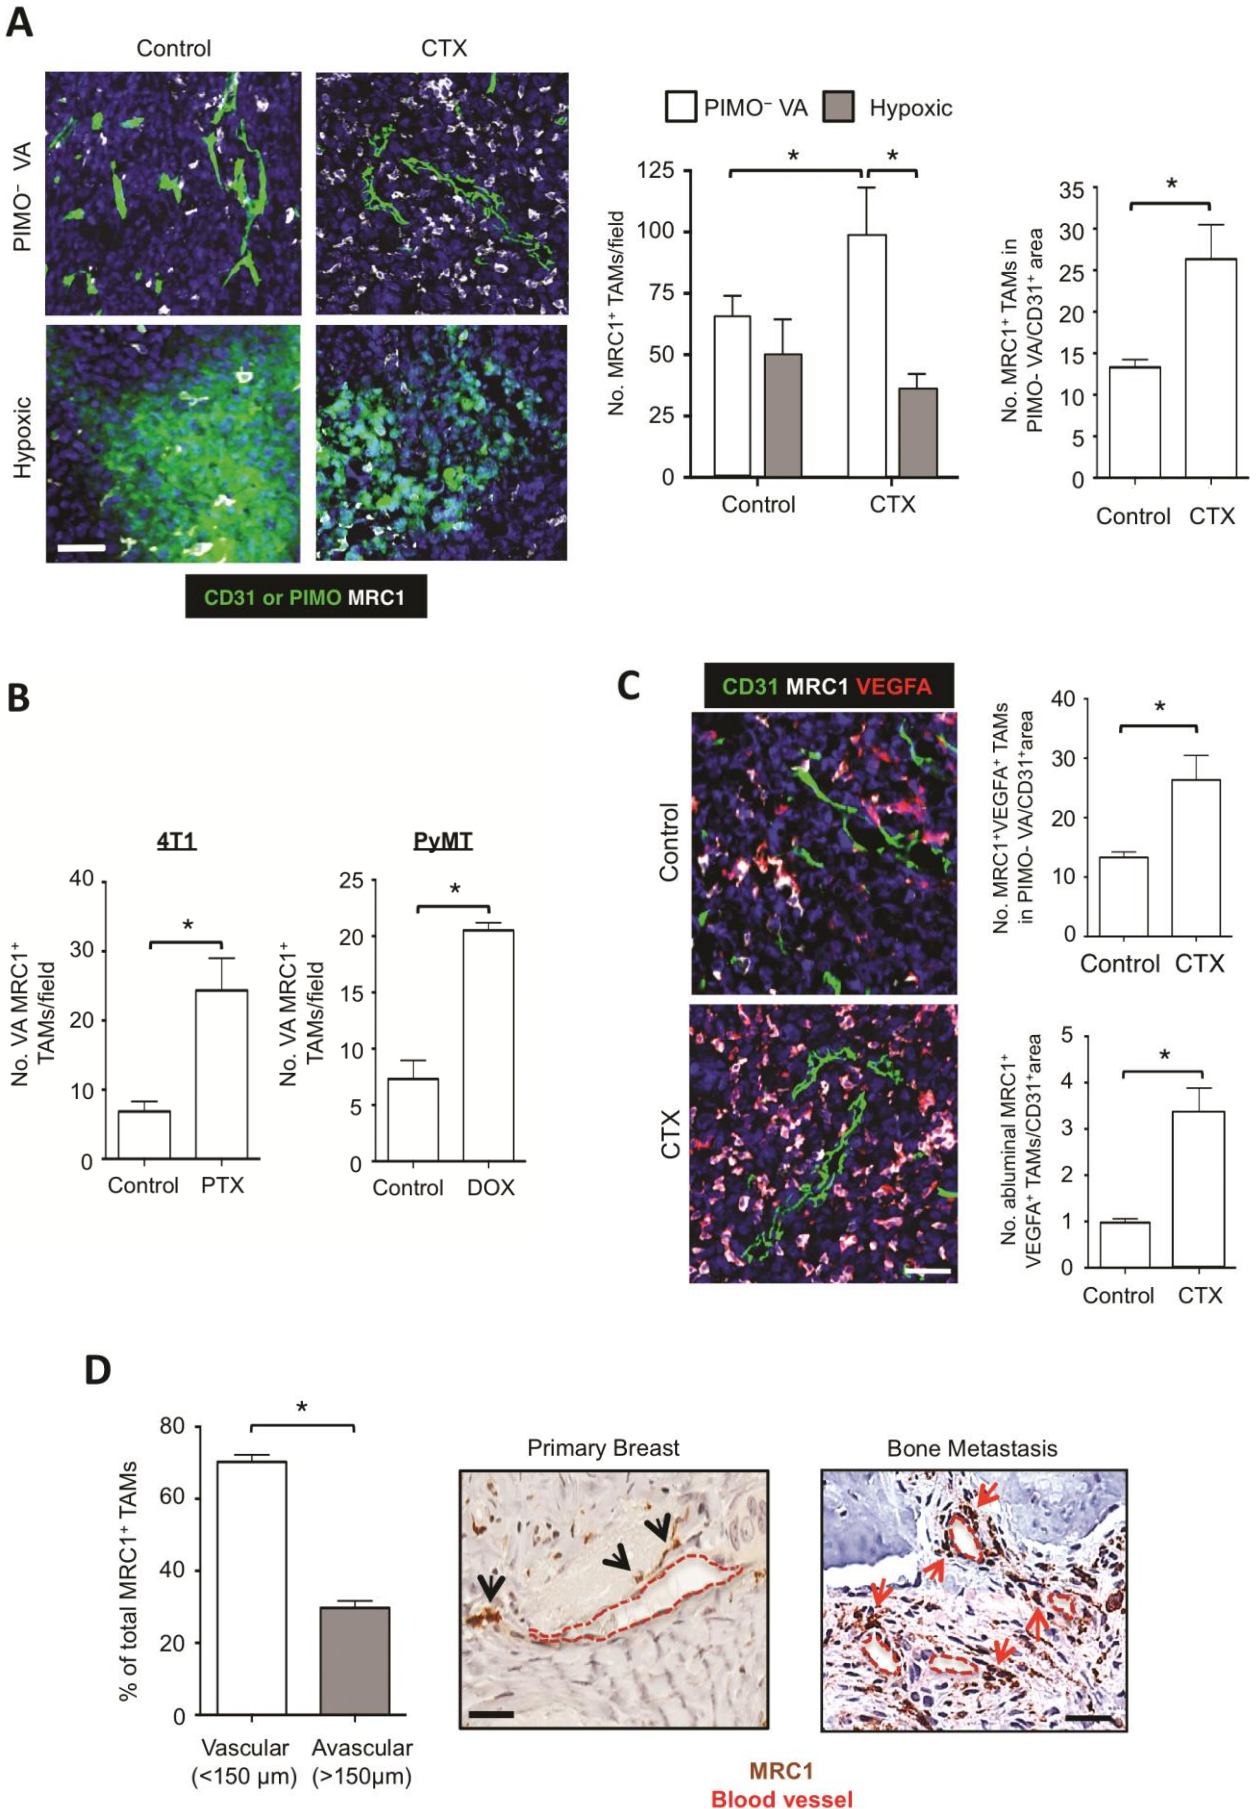 A
Control
CTX
PIMO⁻ VA
Hypoxic
CD31 or PIMO MRC1
PIMO⁻ VA
Hypoxic
No. MRC1⁺ TAMs/field
125
100
75
50
25
0
*
*
Control
CTX
No. MRC1⁺ TAMs in
PIMO- VA/CD31⁺ area
35
30
25
20
15
10
5
0
*
Control
CTX
B
4T1
No. VA MRC1⁺
TAMs/field
40
30
20
10
0
*
Control
PTX
PyMT
No. VA MRC1⁺
TAMs/field
25
20
15
10
5
0
*
Control
DOX
C
CD31 MRC1 VEGFA
Control
CTX
No. MRC1⁺VEGFA⁺ TAMs
in PIMO- VA/CD31⁺area
40
30
20
10
0
*
Control
CTX
No. abluminal MRC1⁺
VEGFA⁺ TAMs/CD31⁺area
5
4
3
2
1
0
*
Control
CTX
D
% of total MRC1⁺ TAMs
80
60
40
20
0
*
Vascular
(<150 µm)
Avascular
(>150µm)
Primary Breast
Bone Metastasis
MRC1
Blood vessel